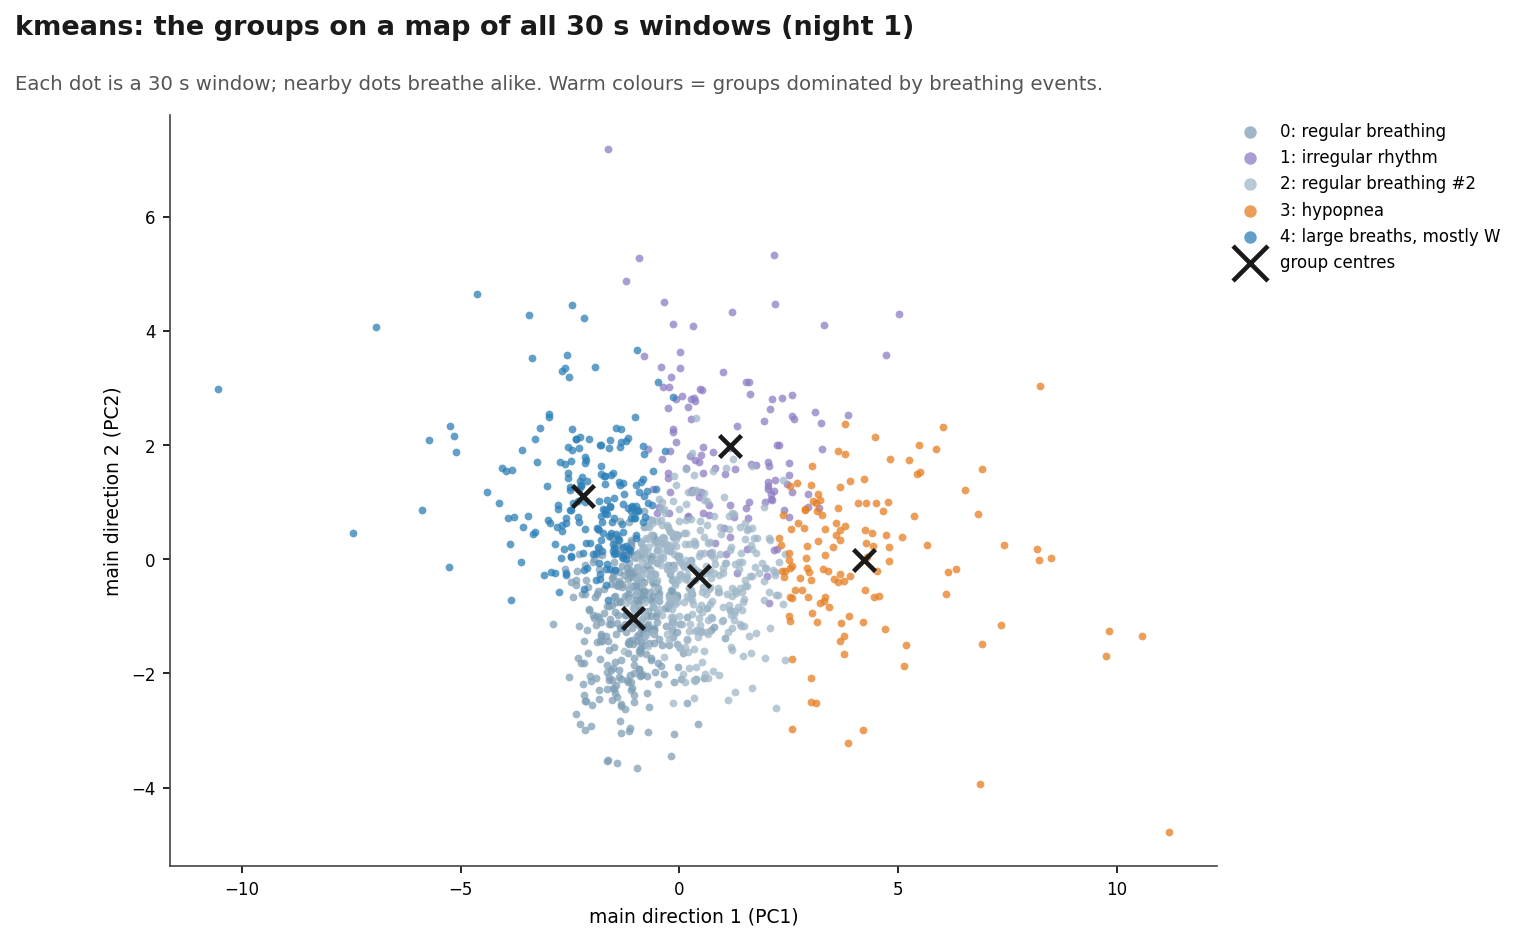 kmeans: the groups on a map of all 30 s windows (night 1)
Each dot is a 30 s window; nearby dots breathe alike. Warm colours = groups dominated by breathing events.
0: regular breathing
1: irregular rhythm
2: regular breathing #2
3: hypopnea
4: large breaths, mostly W
group centres
main direction 2 (PC2)
6
4
2
0
−2
−4
−10
−5
0
5
10
main direction 1 (PC1)